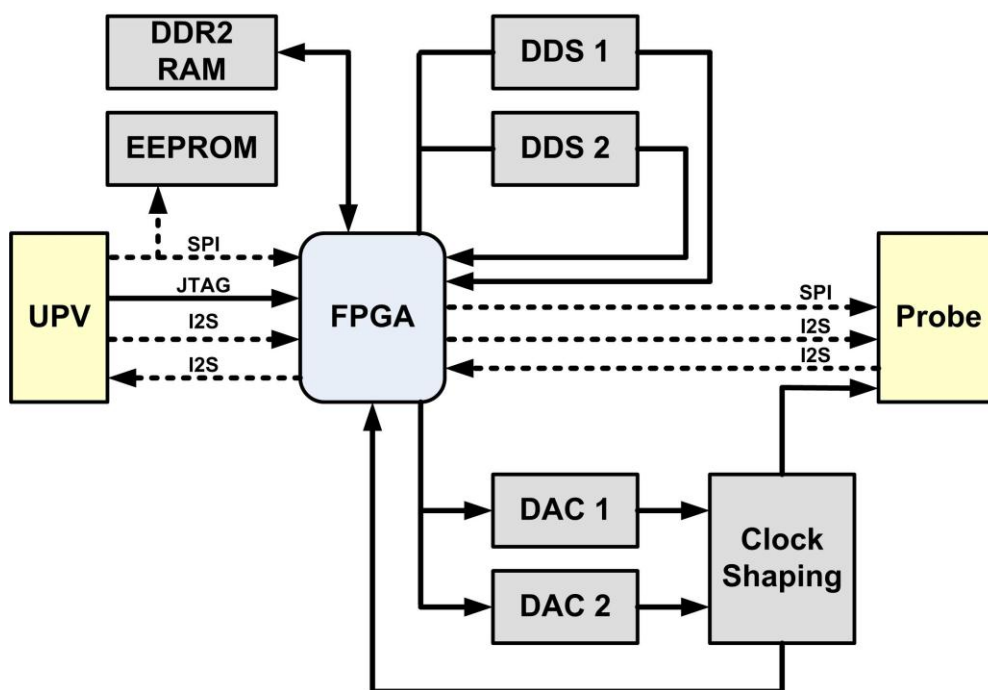 DDR2
RAM
DDS 1
EEPROM
DDS 2
UPV
SPI
JTAG
I2S
I2S
FPGA
SPI
I2S
I2S
Probe
DAC 1
DAC 2
Clock
Shaping